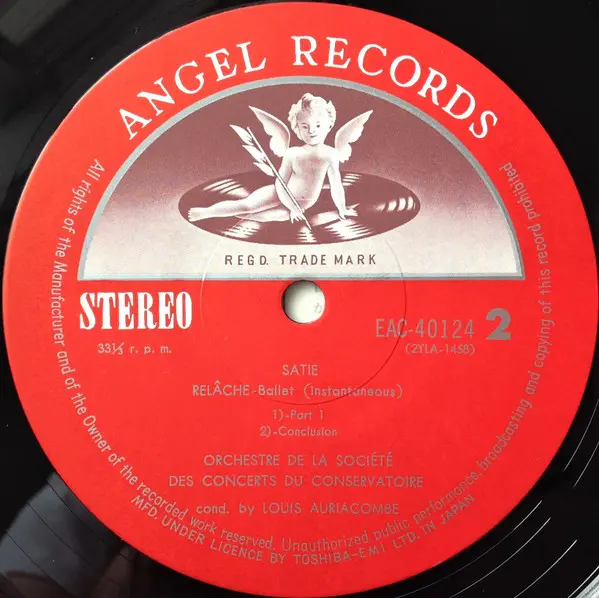 ANGEL RECORDS
REGD. TRADE MARK
STEREO
33⅓ r. p. m.
EAC-40124 2
(2YLA-1458)
SATIE
RELÂCHE-Ballet (instantaneous)
1)-Part 1
2)-Conclusion
ORCHESTRE DE LA SOCIÉTÉ
DES CONCERTS DU CONSERVATOIRE
cond. by LOUIS AURIACOMBE
All rights of the Manufacturer and of the Owner of the recorded work reserved. Unauthorized public performance, broadcasting and copying of this record prohibited
MFD. UNDER LICENCE BY TOSHIBA-EMI LTD. IN JAPAN